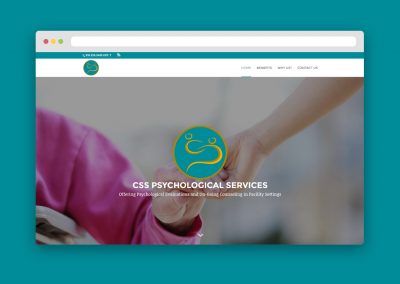 HOME BENEFITS WHY US? CONTACT US
CSS PSYCHOLOGICAL SERVICES
Offering Psychological Evaluations and On-Going Counseling in Facility Settings